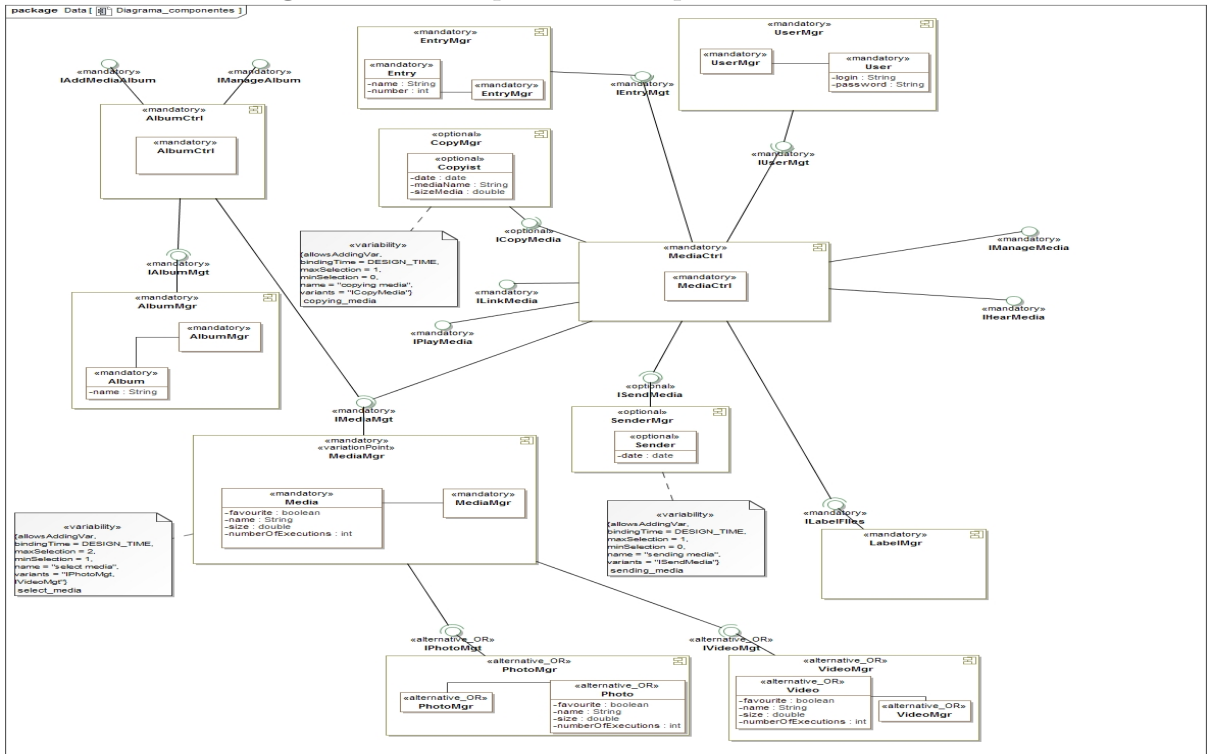 package Data [ Diagrama_componentes ]
«mandatory»
IAddMediaAlbum
«mandatory»
IManageAlbum
«mandatory»
AlbumCtrl
«mandatory»
AlbumCtrl
«mandatory»
EntryMgr
«mandatory»
Entry
-name : String
-number : int
«mandatory»
EntryMgr
«mandatory»
IEntryMgt
«mandatory»
UserMgr
«mandatory»
UserMgr
«mandatory»
User
-login : String
-password : String
«mandatory»
IUserMgt
«optional»
CopyMgr
«optional»
Copyist
-date : date
-mediaName : String
-sizeMedia : double
«optional»
ICopyMedia
«variability»
{allowsAddingVar,
bindingTime = DESIGN_TIME,
maxSelection = 1,
minSelection = 0,
name = "copying media",
variants = "ICopyMedia"}
copying_media
«mandatory»
MediaCtrl
«mandatory»
MediaCtrl
«mandatory»
IManageMedia
«mandatory»
IHearMedia
«mandatory»
ILinkMedia
«mandatory»
IPlayMedia
«mandatory»
IAlbumMgt
«mandatory»
AlbumMgr
«mandatory»
AlbumMgr
«mandatory»
Album
-name : String
«mandatory»
IMediaMgt
«optional»
ISendMedia
«optional»
SenderMgr
«optional»
Sender
-date : date
«mandatory»
«variationPoint»
MediaMgr
«mandatory»
Media
-favourite : boolean
-name : String
-size : double
-numberOfExecutions : int
«mandatory»
MediaMgr
«variability»
{allowsAddingVar,
bindingTime = DESIGN_TIME,
maxSelection = 2,
minSelection = 1,
name = "select media",
variants = "IPhotoMgt,
IVideoMgt"}
select_media
«variability»
{allowsAddingVar,
bindingTime = DESIGN_TIME,
maxSelection = 1,
minSelection = 0,
name = "sending media",
variants = "ISendMedia"}
sending_media
«mandatory»
ILabelFiles
«mandatory»
LabelMgr
«alternative_OR»
IPhotoMgt
«alternative_OR»
PhotoMgr
«alternative_OR»
PhotoMgr
«alternative_OR»
Photo
-favourite : boolean
-name : String
-size : double
-numberOfExecutions : int
«alternative_OR»
IVideoMgt
«alternative_OR»
VideoMgr
«alternative_OR»
Video
-favourite : boolean
-name : String
-size : double
-numberOfExecutions : int
«alternative_OR»
VideoMgr